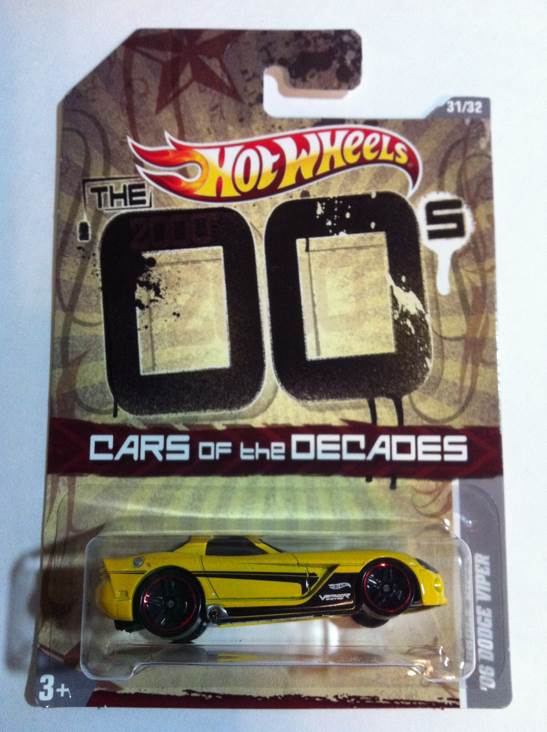 31/32
HOT WHEELS
THE
00s
CARS OF the DECADES
VIPER
'06 DODGE VIPER
3+